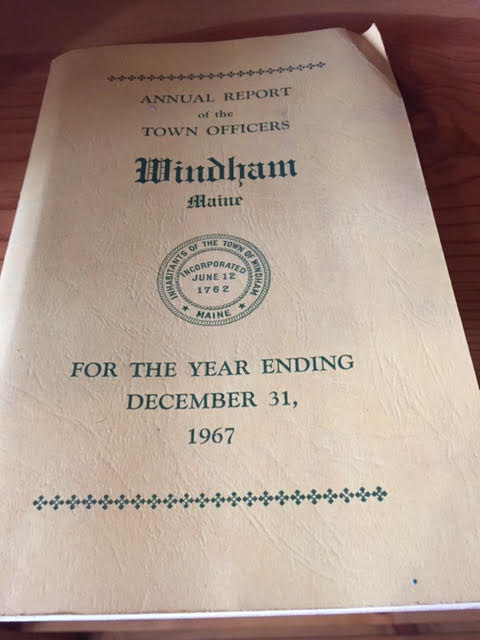 ANNUAL REPORT
of the
TOWN OFFICERS
Windham
Maine
INHABITANTS OF THE TOWN OF WINDHAM
INCORPORATED
JUNE 12
1762
★ MAINE ★
FOR THE YEAR ENDING
DECEMBER 31,
1967